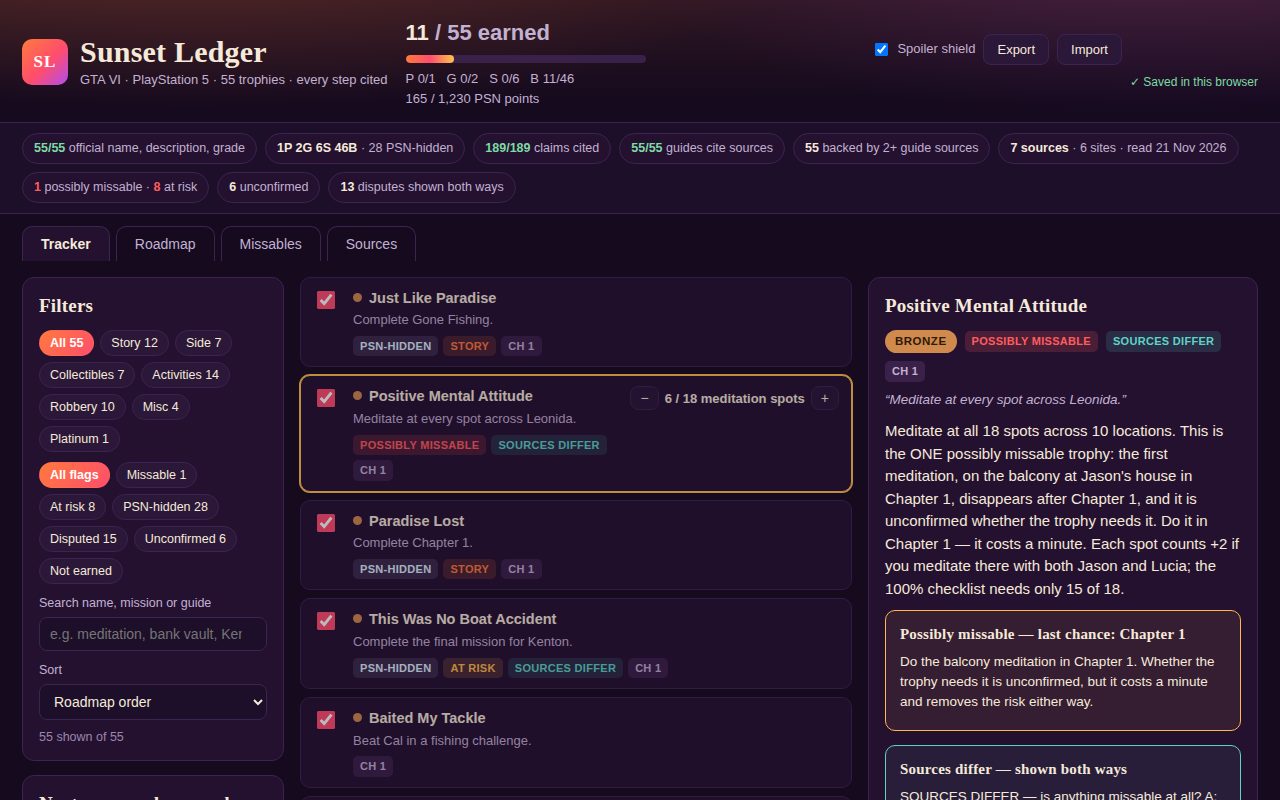 SL
Sunset Ledger
GTA VI · PlayStation 5 · 55 trophies · every step cited
11 / 55 earned
P 0/1 G 0/2 S 0/6 B 11/46
165 / 1,230 PSN points
Spoiler shield
Export
Import
✓ Saved in this browser
55/55 official name, description, grade
1P 2G 6S 46B · 28 PSN-hidden
189/189 claims cited
55/55 guides cite sources
55 backed by 2+ guide sources
7 sources · 6 sites · read 21 Nov 2026
1 possibly missable · 8 at risk
6 unconfirmed
13 disputes shown both ways
Tracker
Roadmap
Missables
Sources
Filters
All 55
Story 12
Side 7
Collectibles 7
Activities 14
Robbery 10
Misc 4
Platinum 1
All flags
Missable 1
At risk 8
PSN-hidden 28
Disputed 15
Unconfirmed 6
Not earned
Search name, mission or guide
e.g. meditation, bank vault, Ker
Sort
Roadmap order
55 shown of 55
Just Like Paradise
Complete Gone Fishing.
PSN-HIDDEN
STORY
CH 1
Positive Mental Attitude
− 6 / 18 meditation spots +
Meditate at every spot across Leonida.
POSSIBLY MISSABLE
SOURCES DIFFER
CH 1
Paradise Lost
Complete Chapter 1.
PSN-HIDDEN
STORY
CH 1
This Was No Boat Accident
Complete the final mission for Kenton.
PSN-HIDDEN
AT RISK
SOURCES DIFFER
CH 1
Baited My Tackle
Beat Cal in a fishing challenge.
CH 1
Positive Mental Attitude
BRONZE
POSSIBLY MISSABLE
SOURCES DIFFER
CH 1
“Meditate at every spot across Leonida.”
Meditate at all 18 spots across 10 locations. This is
the ONE possibly missable trophy: the first
meditation, on the balcony at Jason's house in
Chapter 1, disappears after Chapter 1, and it is
unconfirmed whether the trophy needs it. Do it in
Chapter 1 — it costs a minute. Each spot counts +2 if
you meditate there with both Jason and Lucia; the
100% checklist needs only 15 of 18.
Possibly missable — last chance: Chapter 1
Do the balcony meditation in Chapter 1. Whether the
trophy needs it is unconfirmed, but it costs a minute
and removes the risk either way.
Sources differ — shown both ways
SOURCES DIFFER — is anything missable at all? A: